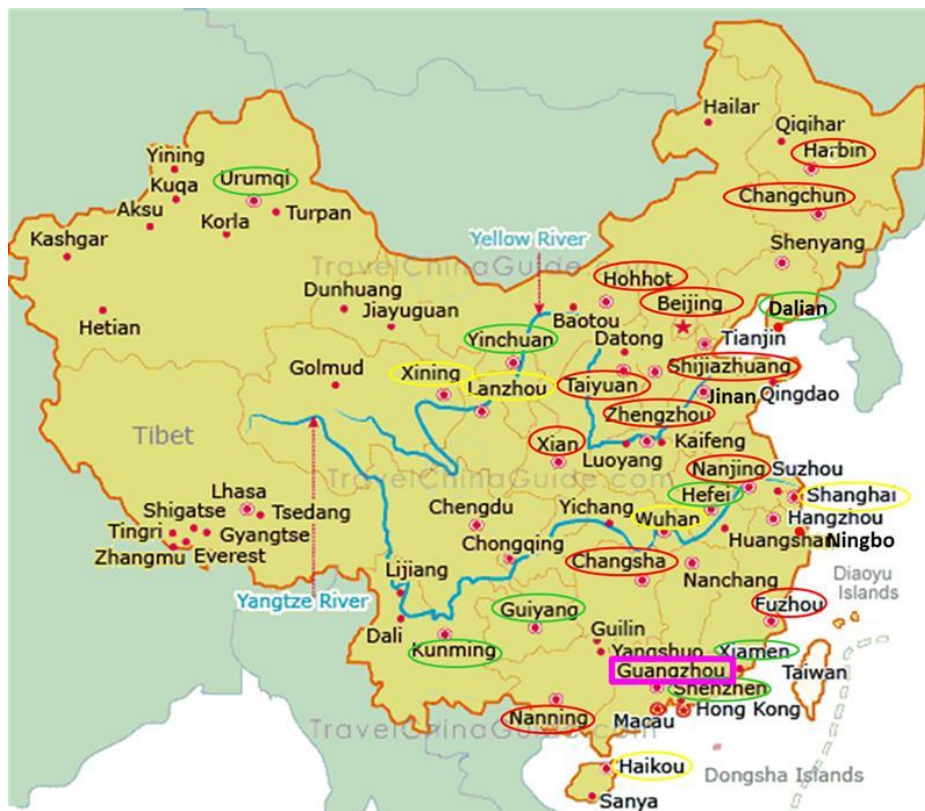 Hailar
Qiqihar
Harbin
Yining
Kuqa
Urumqi
Changchun
Aksu
Korla
Turpan
Kashgar
Yellow River
Shenyang
TravelChinaGuide.com
Hohhot
Dunhuang
Beijing
Jiayuguan
Baotou
Dalian
Hetian
Yinchuan
Datong
Tianjin
Golmud
Xining
Lanzhou
Taiyuan
Shijiazhuang
Jinan
Qingdao
Zhengzhou
Tibet
Xian
Luoyang
Kaifeng
TravelChinaGuide.com
Nanjing
Suzhou
Lhasa
Shigatse
Tsedang
Chengdu
Yichang
Hefei
Shanghai
Tingri
Gyangtse
Wuhan
Hangzhou
Zhangmu
Everest
Chongqing
Huangshan
Ningbo
Lijiang
Changsha
Nanchang
Diaoyu
Islands
Yangtze River
Guiyang
Fuzhou
Dali
Kunming
Guilin
Yangshuo
Xiamen
Guangzhou
Taiwan
Shenzhen
Nanning
Macau
Hong Kong
TravelChinaGuide.com
Haikou
Dongsha Islands
Sanya